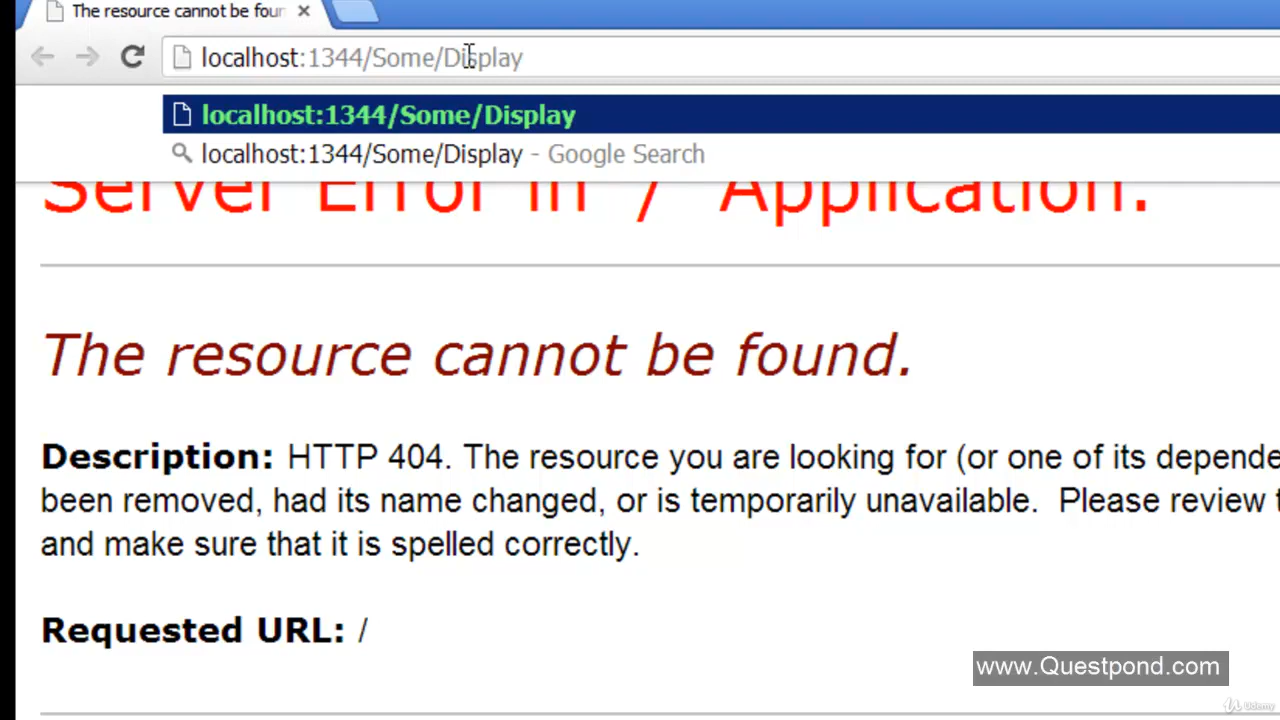 The resource cannot be foun
localhost:1344/Some/Display
localhost:1344/Some/Display
localhost:1344/Some/Display - Google Search
Server Error in '/' Application.
The resource cannot be found.
Description: HTTP 404. The resource you are looking for (or one of its depende
been removed, had its name changed, or is temporarily unavailable. Please review t
and make sure that it is spelled correctly.
Requested URL: /
www.Questpond.com
Udemy